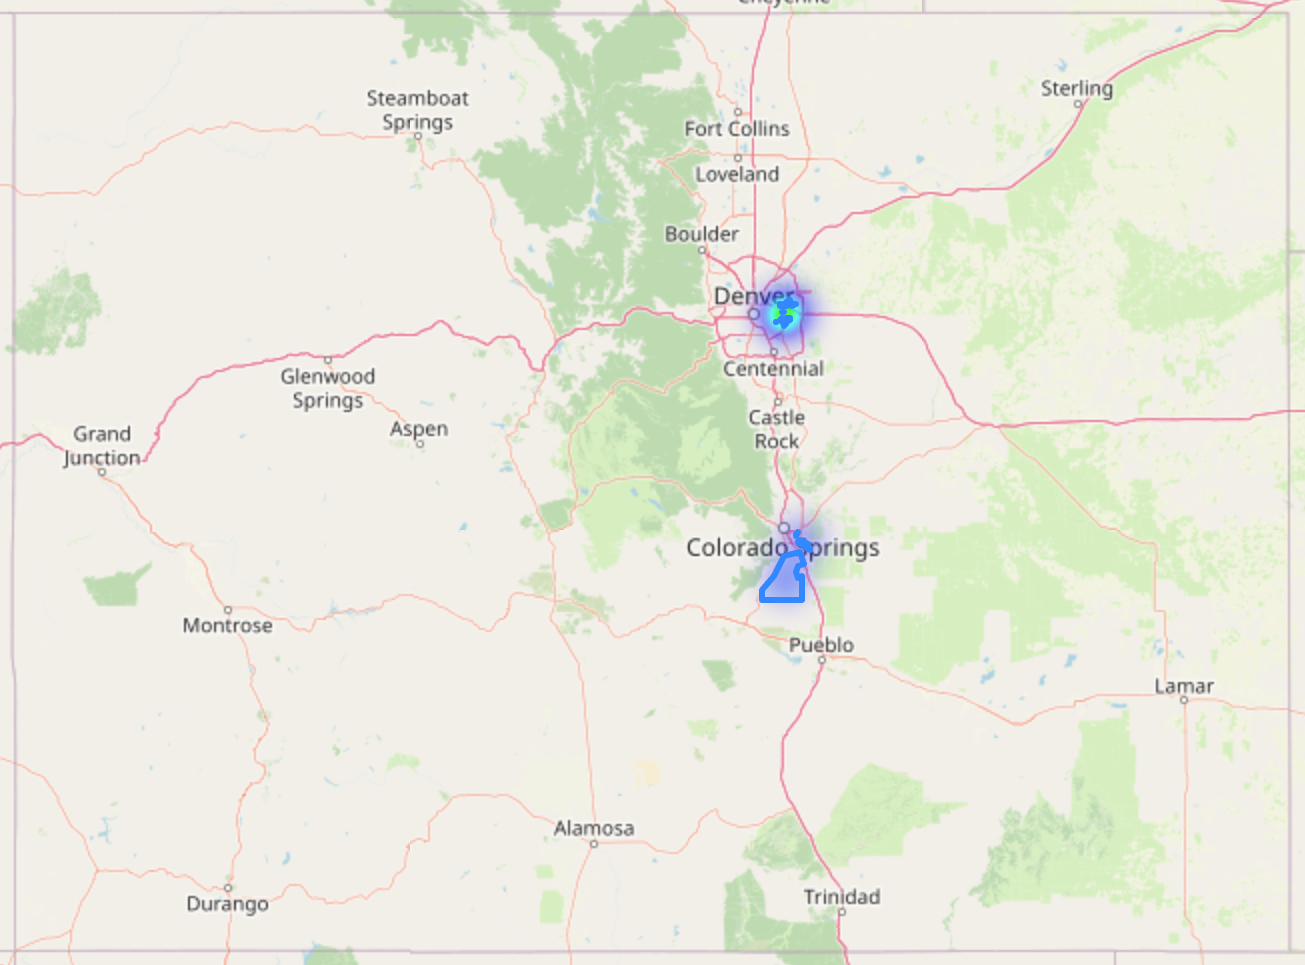 Cheyenne
Sterling
Steamboat
Springs
Fort Collins
Loveland
Boulder
Denver
Centennial
Glenwood
Springs
Castle
Rock
Aspen
Grand
Junction
Colorado Springs
Montrose
Pueblo
Lamar
Alamosa
Trinidad
Durango